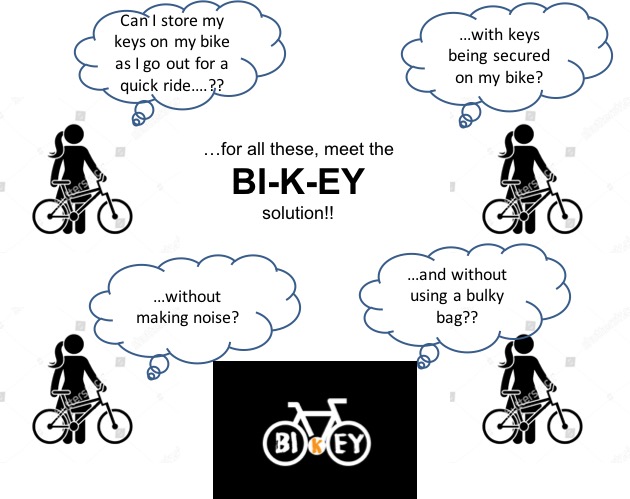 Can I store my
keys on my bike
as I go out for a
quick ride....??
...with keys
being secured
on my bike?
...for all these, meet the
BI-K-EY
solution!!
...without
making noise?
...and without
using a bulky
bag??
BI K EY